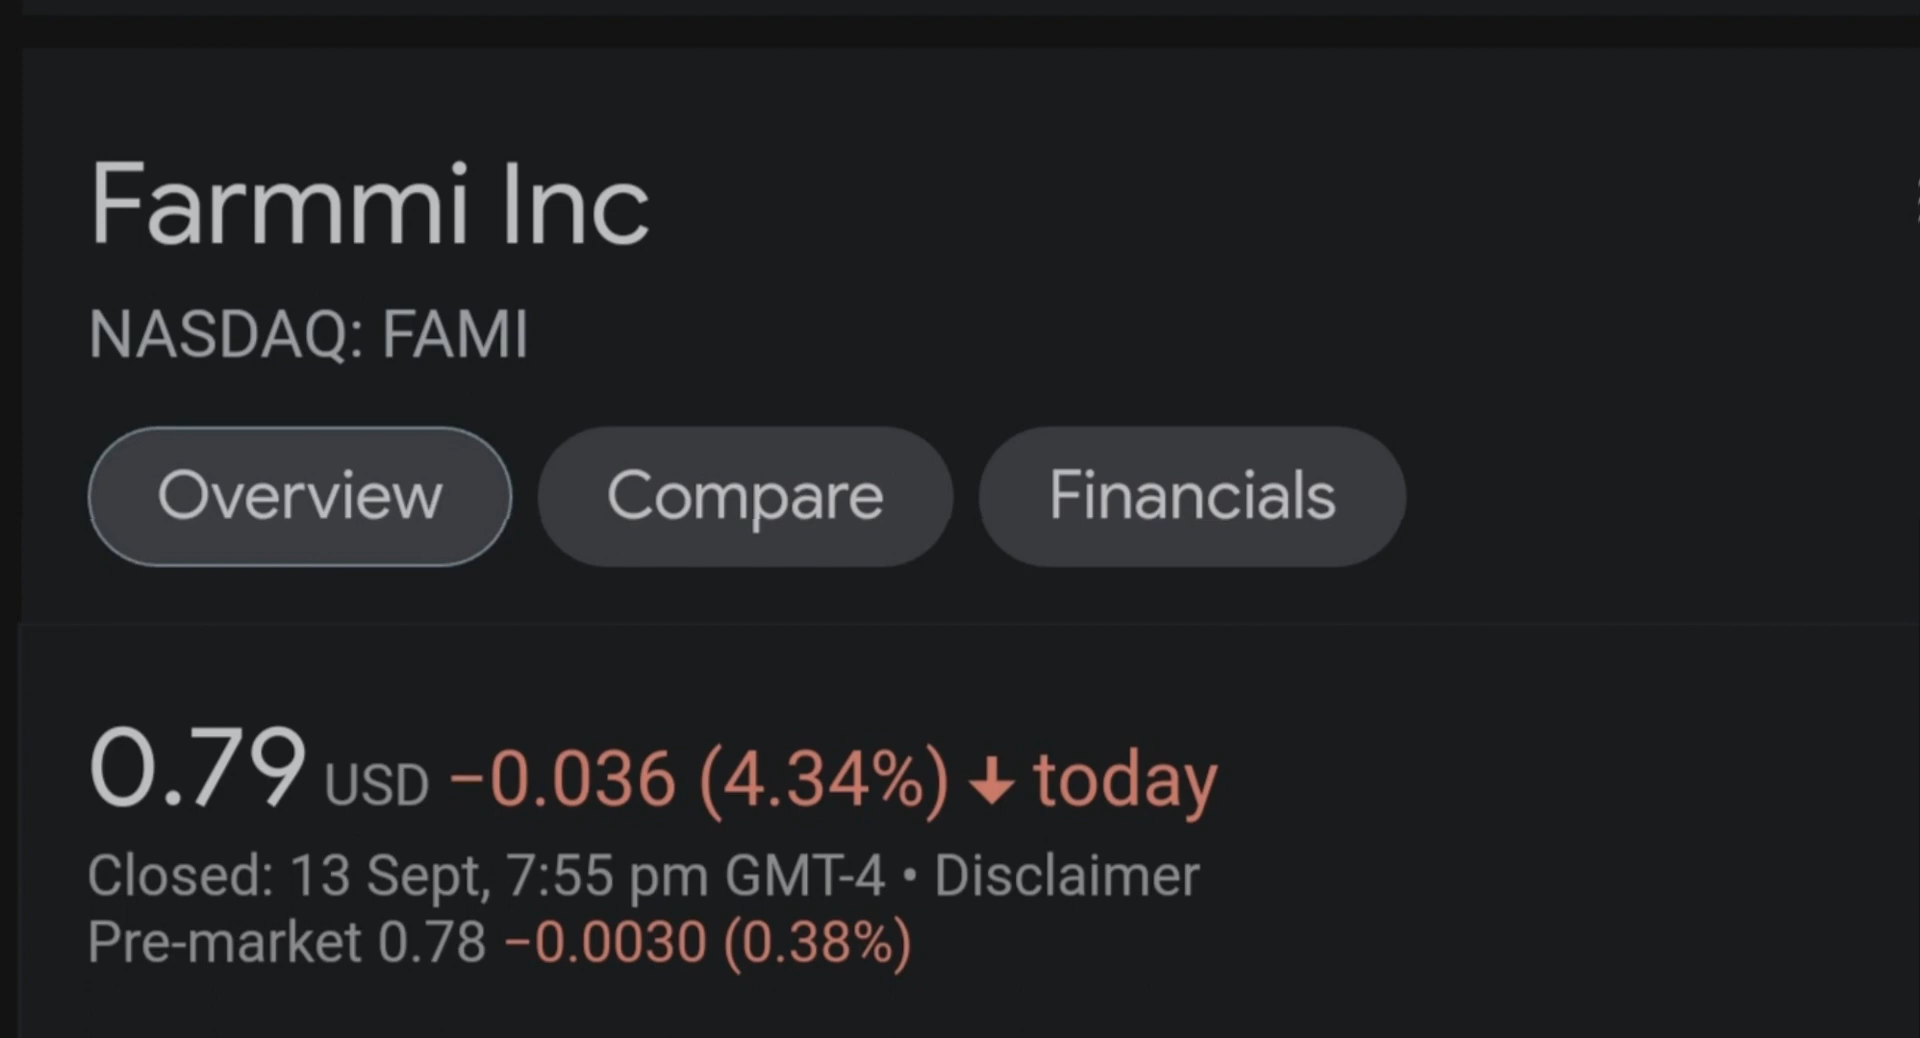 Farmmi Inc
NASDAQ: FAMI
Overview Compare Financials
0.79 USD −0.036 (4.34%) ↓ today
Closed: 13 Sept, 7:55 pm GMT-4 • Disclaimer
Pre-market 0.78 −0.0030 (0.38%)